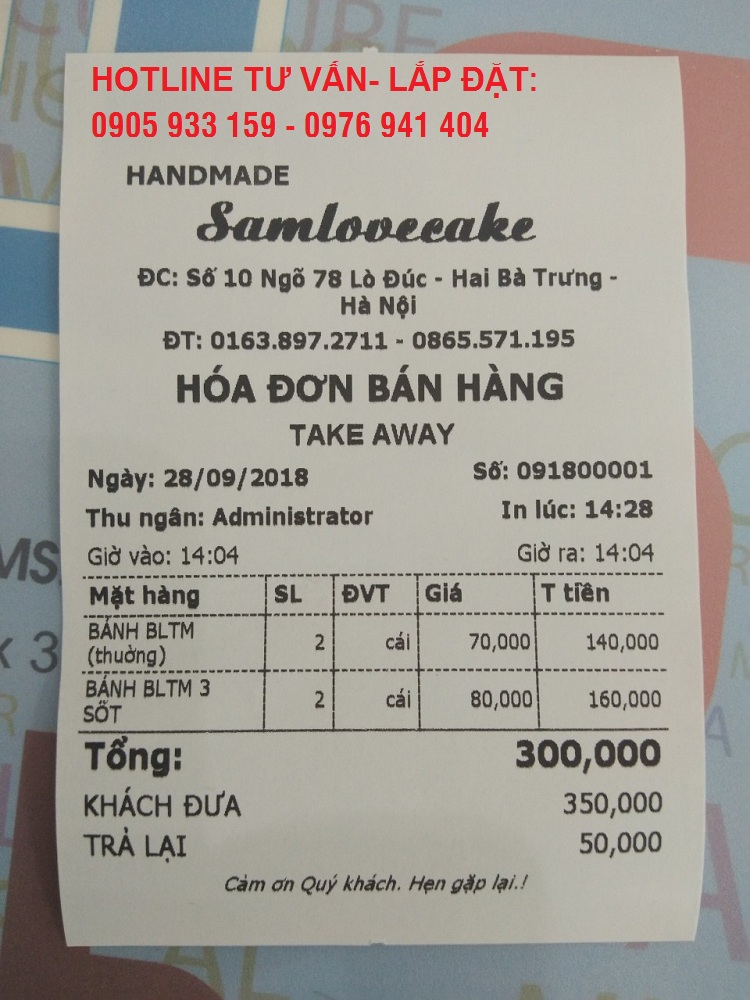 HOTLINE TƯ VẤN- LẮP ĐẶT:
0905 933 159 - 0976 941 404
HANDMADE
Samlovecake
ĐC: Số 10 Ngõ 78 Lò Đúc - Hai Bà Trưng -
Hà Nội
ĐT: 0163.897.2711 - 0865.571.195
HÓA ĐƠN BÁN HÀNG
TAKE AWAY
Ngày: 28/09/2018 Số: 091800001
Thu ngân: Administrator In lúc: 14:28
Giờ vào: 14:04 Giờ ra: 14:04
Mặt hàng SL ĐVT Giá T tiền
BÁNH BLTM
(thường) 2 cái 70,000 140,000
BÁNH BLTM 3
SỐT 2 cái 80,000 160,000
Tổng: 300,000
KHÁCH ĐƯA 350,000
TRẢ LẠI 50,000
Cảm ơn Quý khách. Hẹn gặp lại.!